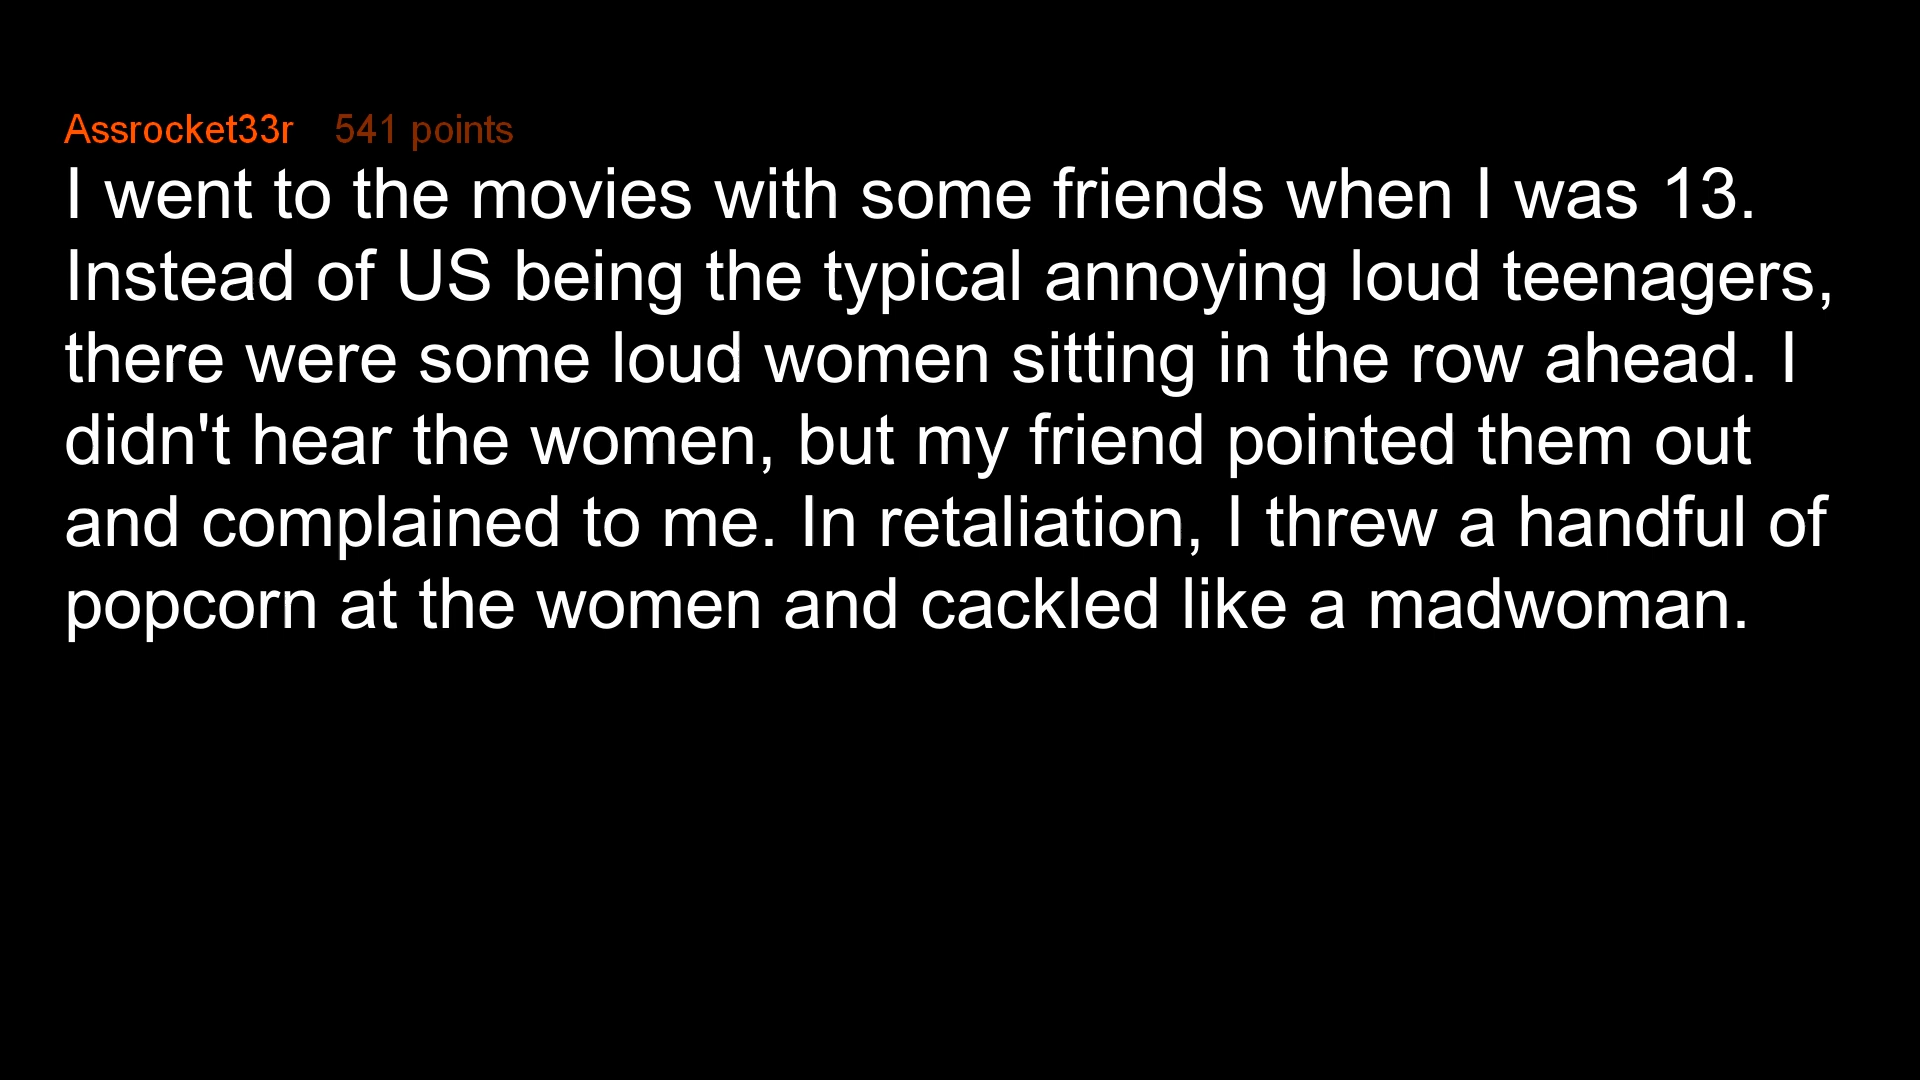 Assrocket33r 541 points
I went to the movies with some friends when I was 13.
Instead of US being the typical annoying loud teenagers,
there were some loud women sitting in the row ahead. I
didn't hear the women, but my friend pointed them out
and complained to me. In retaliation, I threw a handful of
popcorn at the women and cackled like a madwoman.